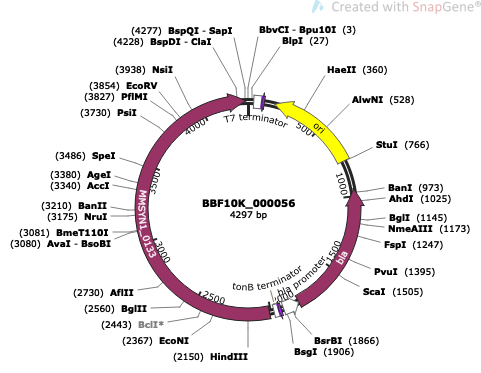 Created with SnapGene®
(4277) BspQI - SapI
(4228) BspDI - ClaI
BbvCI - Bpu10I (3)
BlpI (27)
(3938) NsiI
(3854) EcoRV
(3827) PflMI
(3730) PsiI
(3486) SpeI
(3380) AgeI
(3340) AccI
(3210) BanII
(3175) NruI
(3081) BmeT110I
(3080) AvaI - BsoBI
(2730) AflII
(2560) BglII
(2443) BclI*
(2367) EcoNI
(2150) HindIII
HaeII (360)
AlwNI (528)
StuI (766)
BanI (973)
AhdI (1025)
BglI (1145)
NmeAIII (1173)
FspI (1247)
PvuI (1395)
ScaI (1505)
BsrBI (1866)
BsgI (1906)
T7 terminator
ori
bla
bla promoter
tonB terminator
MMSYN1_0133
500
1000
1500
2500
3000
3500
4000
BBF10K_000056
4297 bp